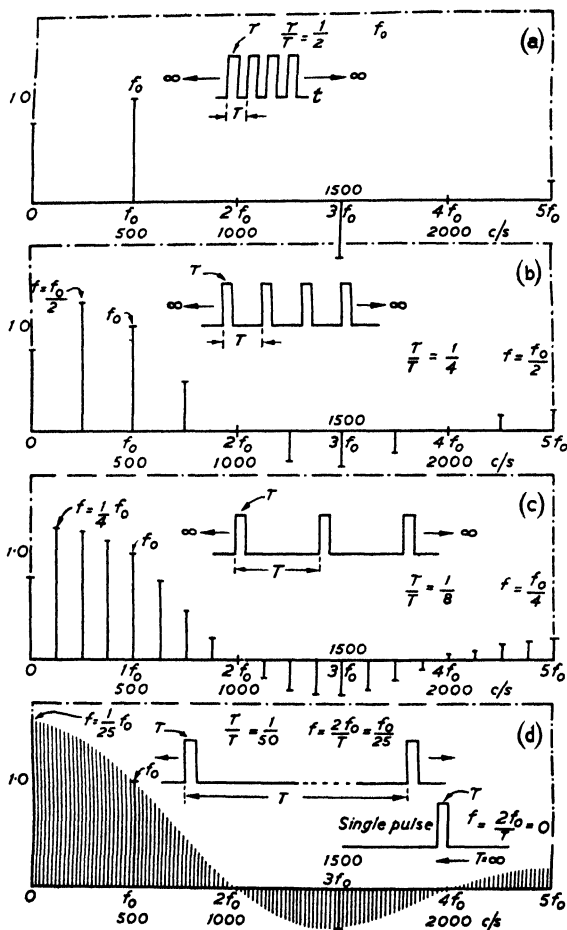 τ τ/T = 1/2 f₀ (a)
∞ ∞
1·0 f₀ T t
1500
0 f₀ 2f₀ 3f₀ 4f₀ 5f₀
500 1000 2000 c/s
f=f₀/2 τ (b)
∞ ∞
1·0 f₀ T
τ/T = 1/4 f = f₀/2
1500
0 f₀ 2f₀ 3f₀ 4f₀ 5f₀
500 1000 2000 c/s
f=1/4 f₀ τ (c)
∞ ∞
1·0 f₀ T
τ/T = 1/8 f = f₀/4
1500
0 1f₀ 2f₀ 3f₀ 4f₀ 5f₀
500 1000 2000 c/s
f=1/25 f₀ τ τ/T = 1/50 f = 2f₀/T = f₀/25 (d)
1·0 f₀ T
τ
Single pulse f = 2f₀/T = 0
1500 T=∞
3f₀
0 f₀ 2f₀ 4f₀ 5f₀
500 1000 2000 c/s